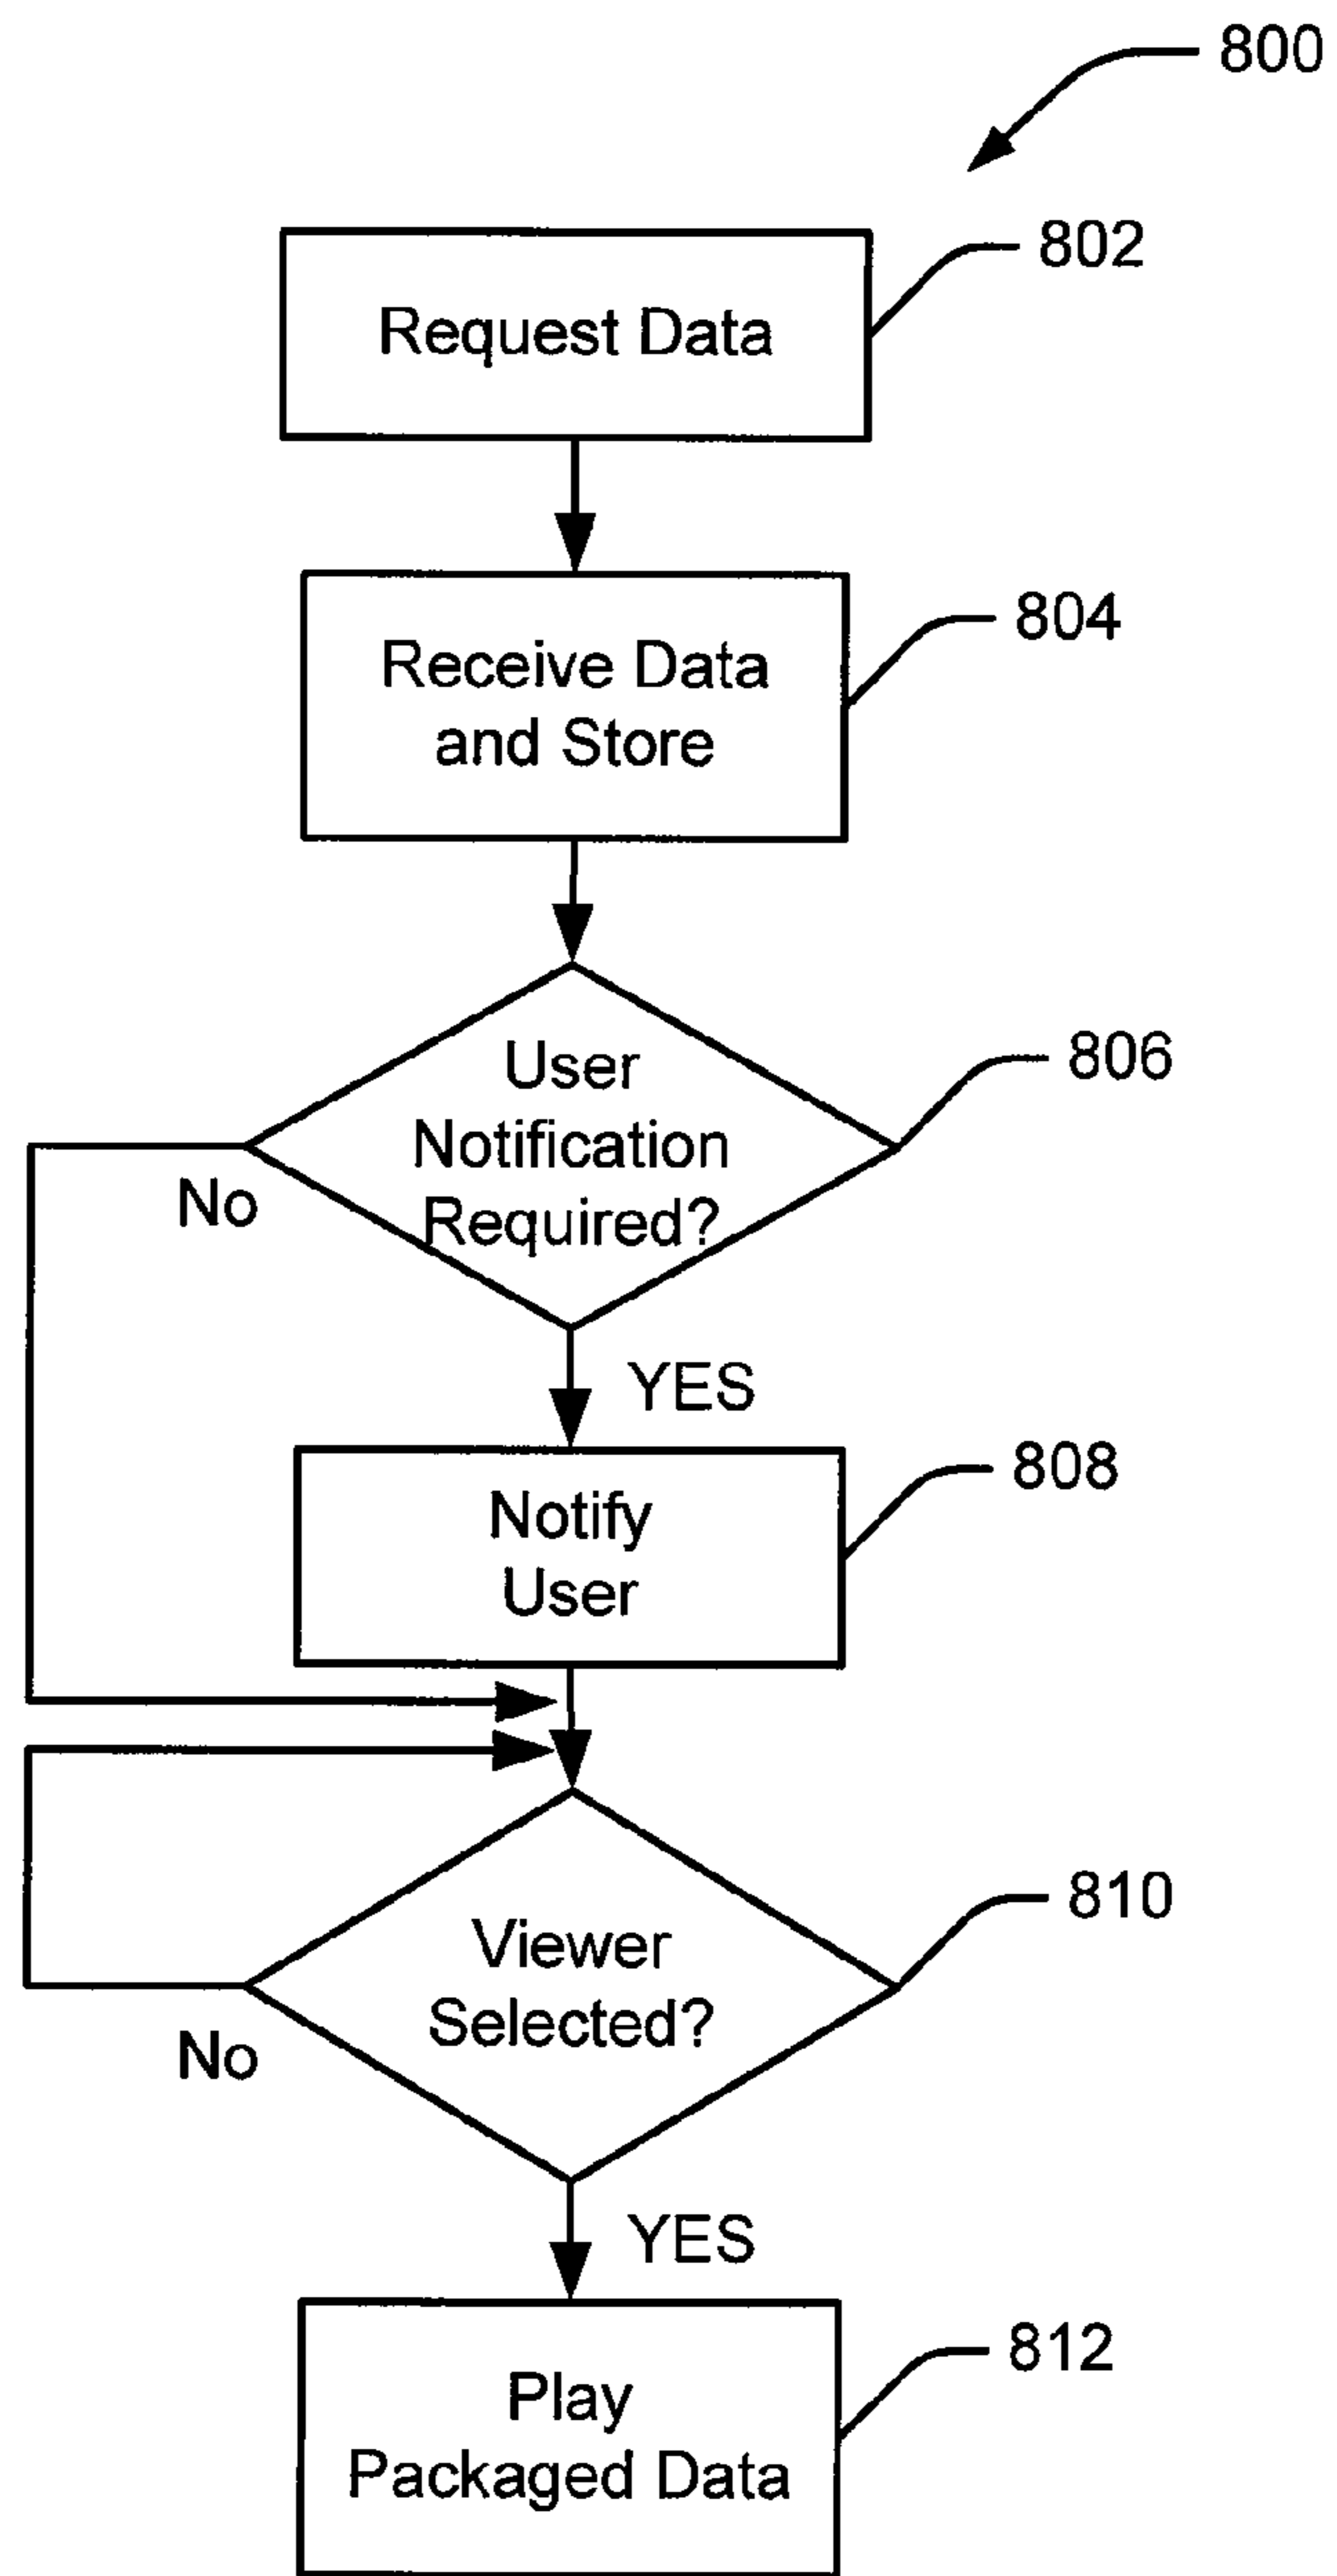 800
802
Request Data
804
Receive Data
and Store
806
User
Notification
Required?
No
YES
808
Notify
User
810
Viewer
Selected?
No
YES
812
Play
Packaged Data